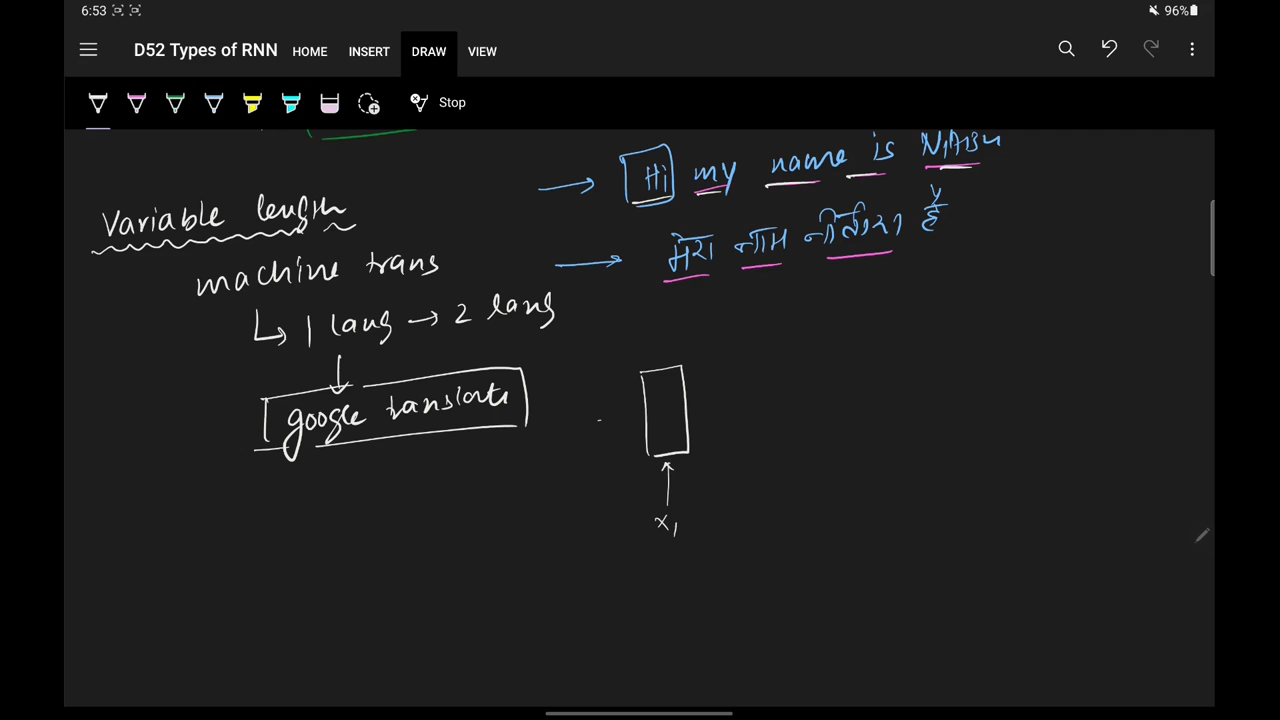 6:53 96%
D52 Types of RNN HOME INSERT DRAW VIEW
Stop
Hi my name is
Variable length
मेरा नाम है
machine trans
1 lang → 2 lang
google translate
x1